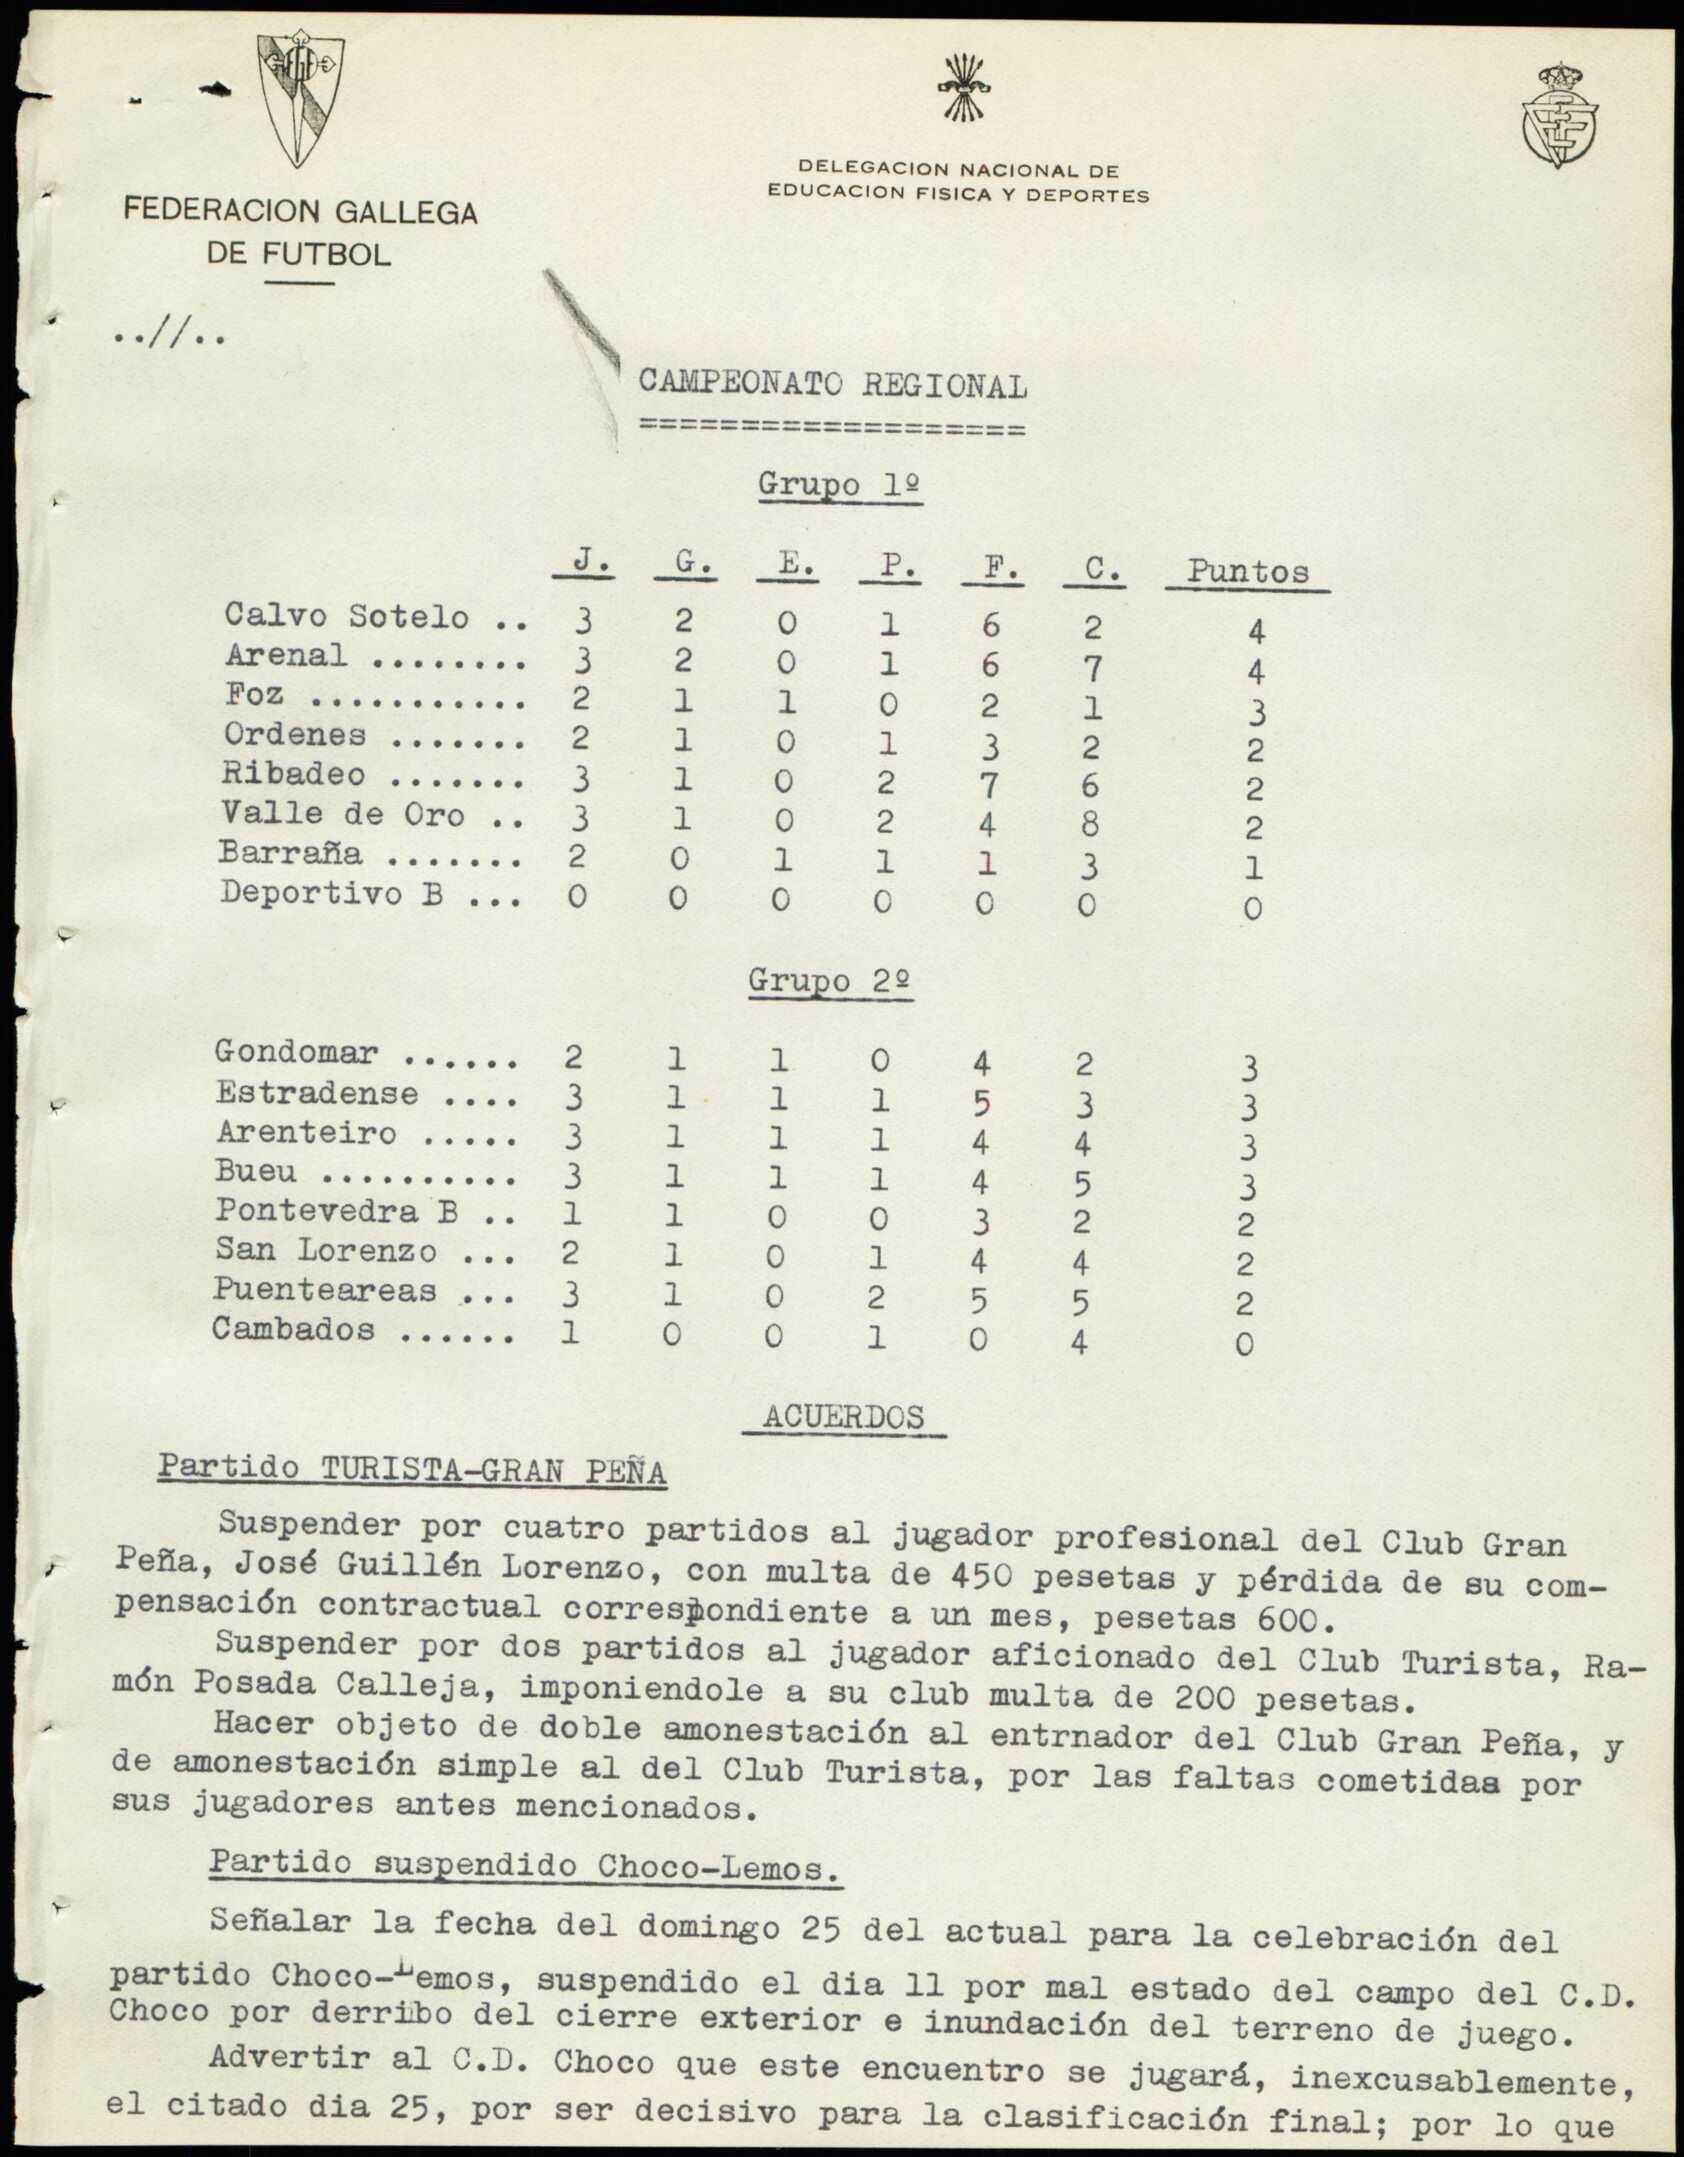 FEDERACION GALLEGA
DE FUTBOL
DELEGACION NACIONAL DE
EDUCACION FISICA Y DEPORTES
..//..
CAMPEONATO REGIONAL
===================
Grupo 1º
J. G. E. P. F. C. Puntos
Calvo Sotelo .. 3 2 0 1 6 2 4
Arenal ........ 3 2 0 1 6 7 4
Foz ........... 2 1 1 0 2 1 3
Ordenes ....... 2 1 0 1 3 2 2
Ribadeo ....... 3 1 0 2 7 6 2
Valle de Oro .. 3 1 0 2 4 8 2
Barraña ....... 2 0 1 1 1 3 1
Deportivo B ... 0 0 0 0 0 0 0
Grupo 2º
Gondomar ...... 2 1 1 0 4 2 3
Estradense .... 3 1 1 1 5 3 3
Arenteiro ..... 3 1 1 1 4 4 3
Bueu .......... 3 1 1 1 4 5 3
Pontevedra B .. 1 1 0 0 3 2 2
San Lorenzo ... 2 1 0 1 4 4 2
Puenteareas ... 3 1 0 2 5 5 2
Cambados ...... 1 0 0 1 0 4 0
ACUERDOS
Partido TURISTA-GRAN PEÑA
Suspender por cuatro partidos al jugador profesional del Club Gran
Peña, José Guillén Lorenzo, con multa de 450 pesetas y pérdida de su com-
pensación contractual correspondiente a un mes, pesetas 600.
Suspender por dos partidos al jugador aficionado del Club Turista, Ra-
món Posada Calleja, imponiendole a su club multa de 200 pesetas.
Hacer objeto de doble amonestación al entrnador del Club Gran Peña, y
de amonestación simple al del Club Turista, por las faltas cometidas por
sus jugadores antes mencionados.
Partido suspendido Choco-Lemos.
Señalar la fecha del domingo 25 del actual para la celebración del
partido Choco-Lemos, suspendido el dia 11 por mal estado del campo del C.D.
Choco por derribo del cierre exterior e inundación del terreno de juego.
Advertir al C.D. Choco que este encuentro se jugará, inexcusablemente,
el citado dia 25, por ser decisivo para la clasificación final; por lo que